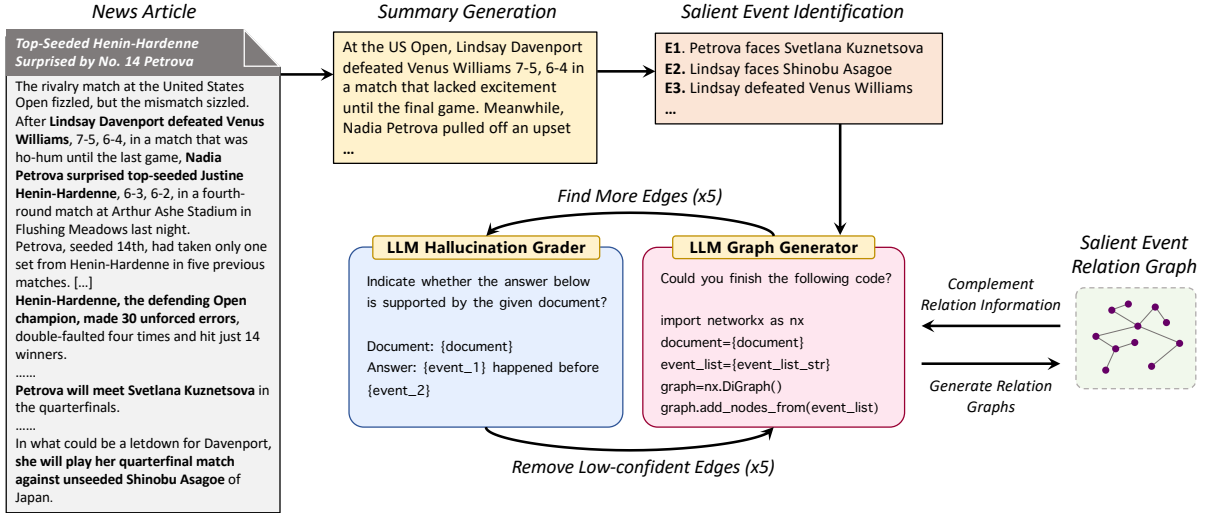 News Article
Top-Seeded Henin-Hardenne
Surprised by No. 14 Petrova
The rivalry match at the United States
Open fizzled, but the mismatch sizzled.
After Lindsay Davenport defeated Venus
Williams, 7-5, 6-4, in a match that was
ho-hum until the last game, Nadia
Petrova surprised top-seeded Justine
Henin-Hardenne, 6-3, 6-2, in a fourth-
round match at Arthur Ashe Stadium in
Flushing Meadows last night.
Petrova, seeded 14th, had taken only one
set from Henin-Hardenne in five previous
matches. […]
Henin-Hardenne, the defending Open
champion, made 30 unforced errors,
double-faulted four times and hit just 14
winners.
……
Petrova will meet Svetlana Kuznetsova in
the quarterfinals.
……
In what could be a letdown for Davenport,
she will play her quarterfinal match
against unseeded Shinobu Asagoe of
Japan.
Summary Generation
At the US Open, Lindsay Davenport
defeated Venus Williams 7-5, 6-4 in
a match that lacked excitement
until the final game. Meanwhile,
Nadia Petrova pulled off an upset
…
Salient Event Identification
E1. Petrova faces Svetlana Kuznetsova
E2. Lindsay faces Shinobu Asagoe
E3. Lindsay defeated Venus Williams
…
Find More Edges (x5)
LLM Hallucination Grader
Indicate whether the answer below
is supported by the given document?
Document: {document}
Answer: {event_1} happened before
{event_2}
LLM Graph Generator
Could you finish the following code?
import networkx as nx
document={document}
event_list={event_list_str}
graph=nx.DiGraph()
graph.add_nodes_from(event_list)
Remove Low-confident Edges (x5)
Salient Event
Relation Graph
Complement
Relation Information
Generate Relation
Graphs